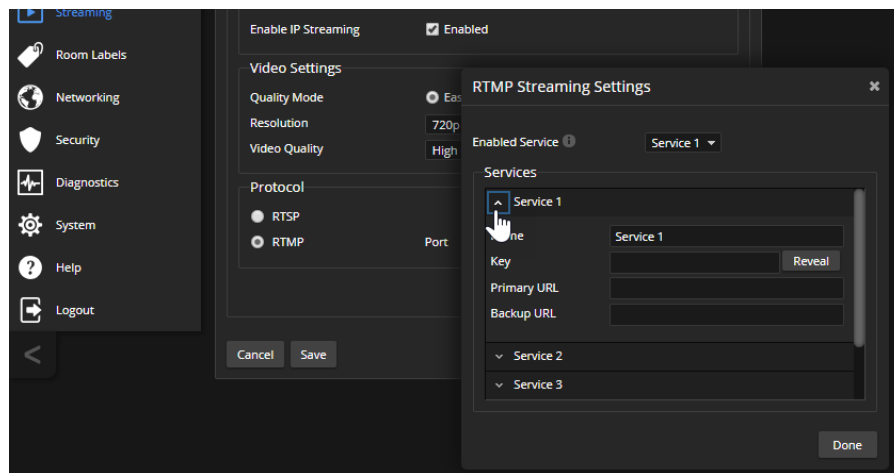 Streaming
Room Labels
Networking
Security
Diagnostics
System
Help
Logout
Enable IP Streaming Enabled
Video Settings
Quality Mode
Resolution 720p
Video Quality High
Protocol
RTSP
RTMP Port
Cancel Save
RTMP Streaming Settings
Enabled Service Service 1
Services
Service 1
Service 1
Key Reveal
Primary URL
Backup URL
Service 2
Service 3
Done